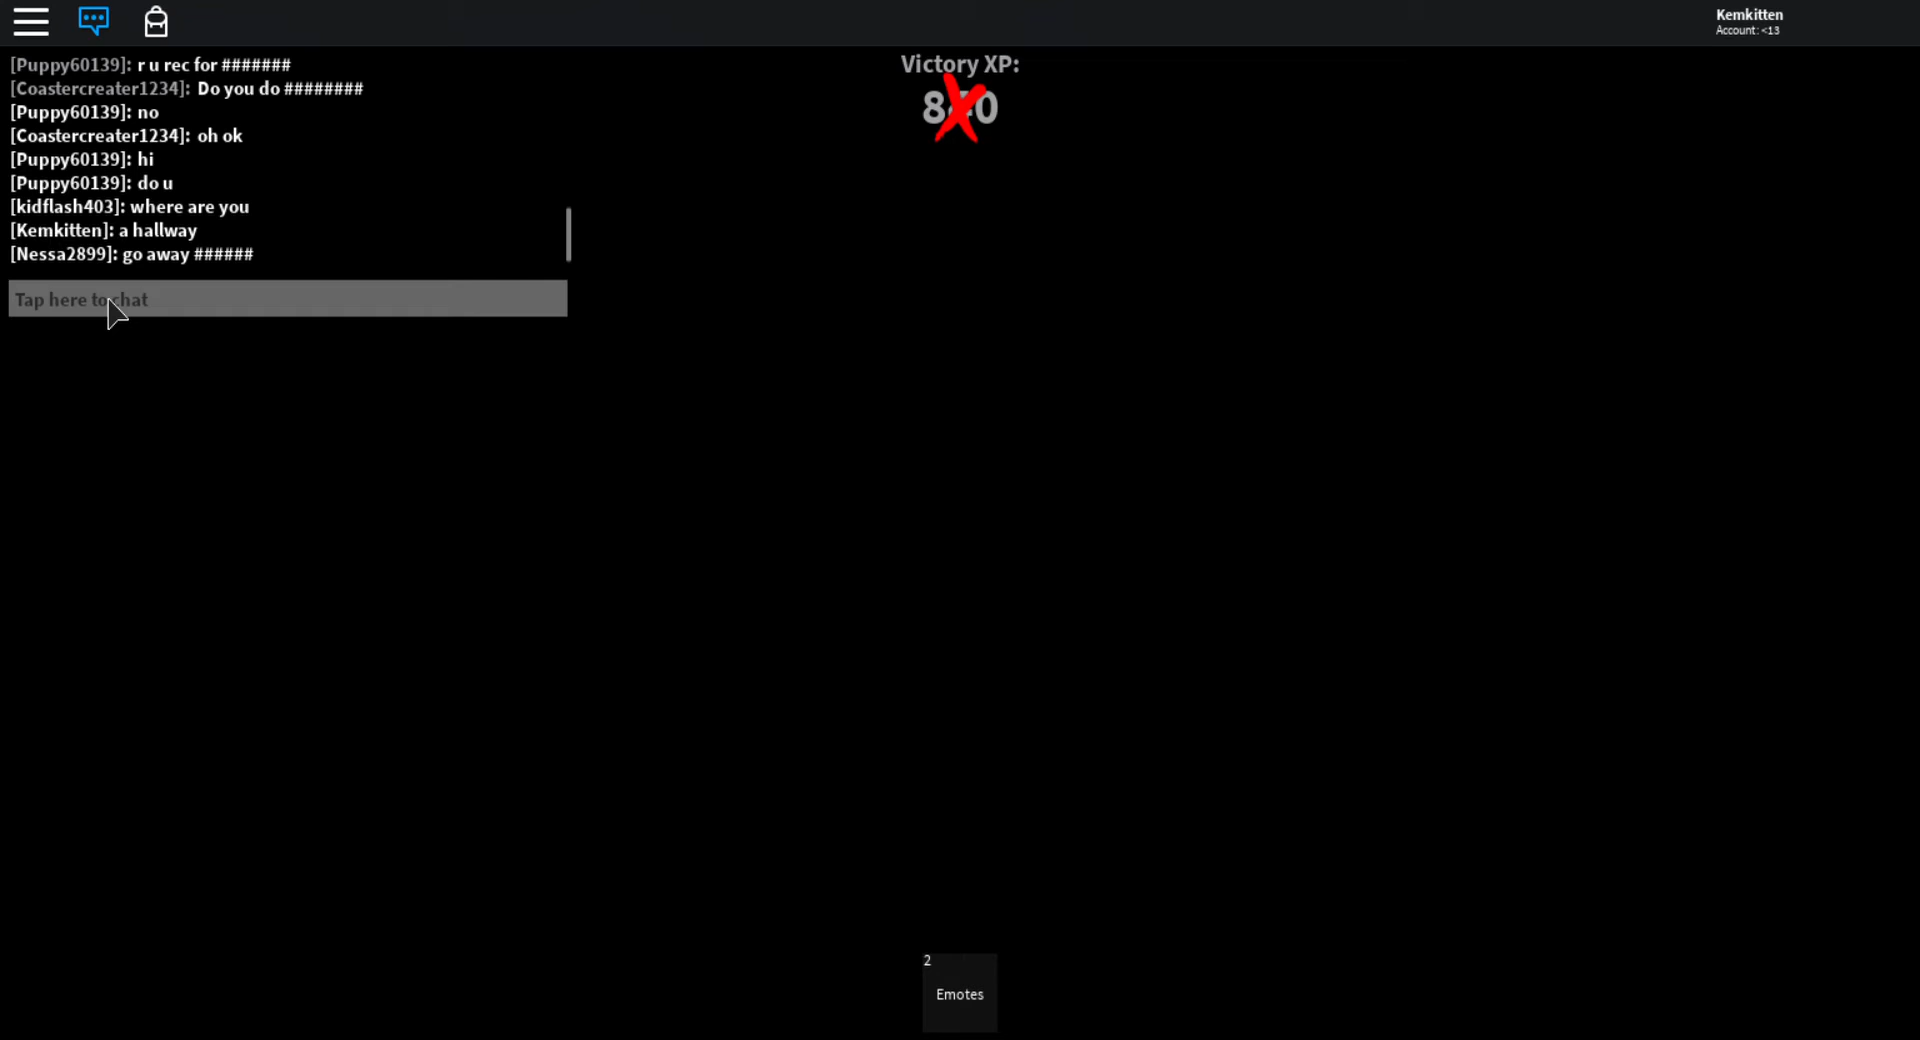 Kemkitten
Account: <13
[Puppy60139]: r u rec for #######
[Coastercreater1234]: Do you do ########
[Puppy60139]: no
[Coastercreater1234]: oh ok
[Puppy60139]: hi
[Puppy60139]: do u
[kidflash403]: where are you
[Kemkitten]: a hallway
[Nessa2899]: go away ######
Tap here to chat
Victory XP:
2
Emotes